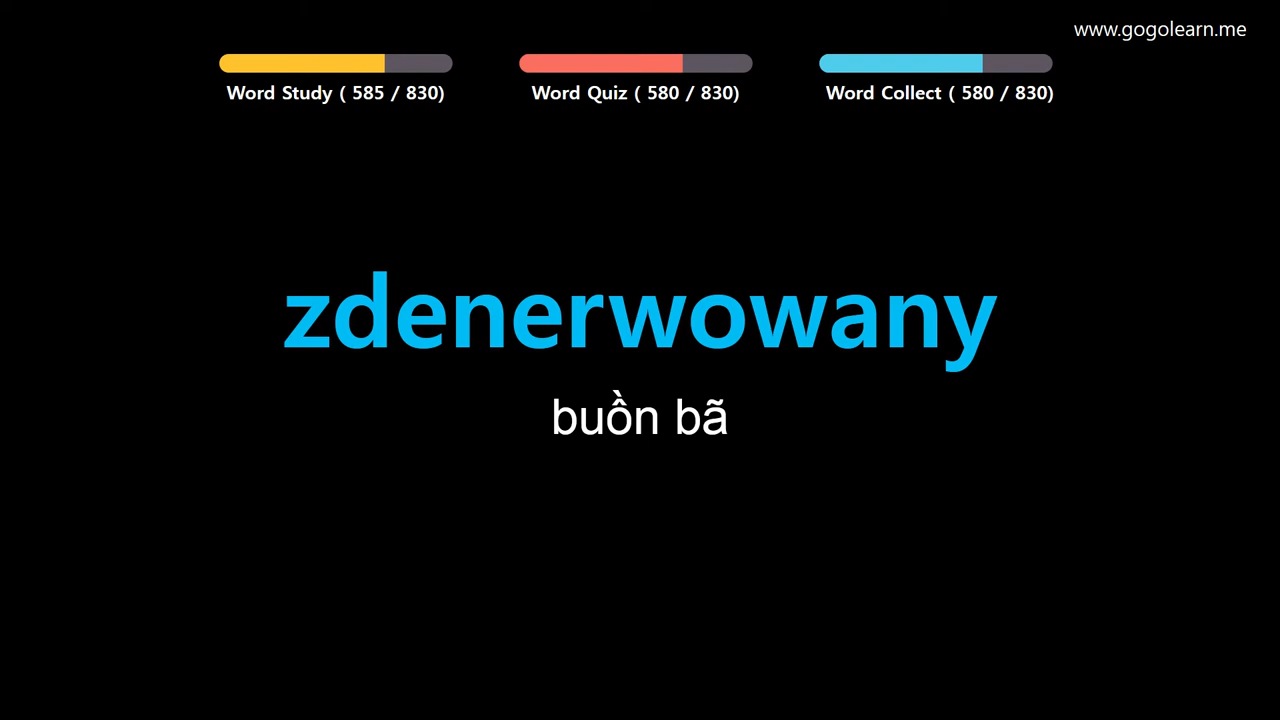 www.gogolearn.me
Word Study ( 585 / 830)
Word Quiz ( 580 / 830)
Word Collect ( 580 / 830)
zdenerwowany
buồn bã